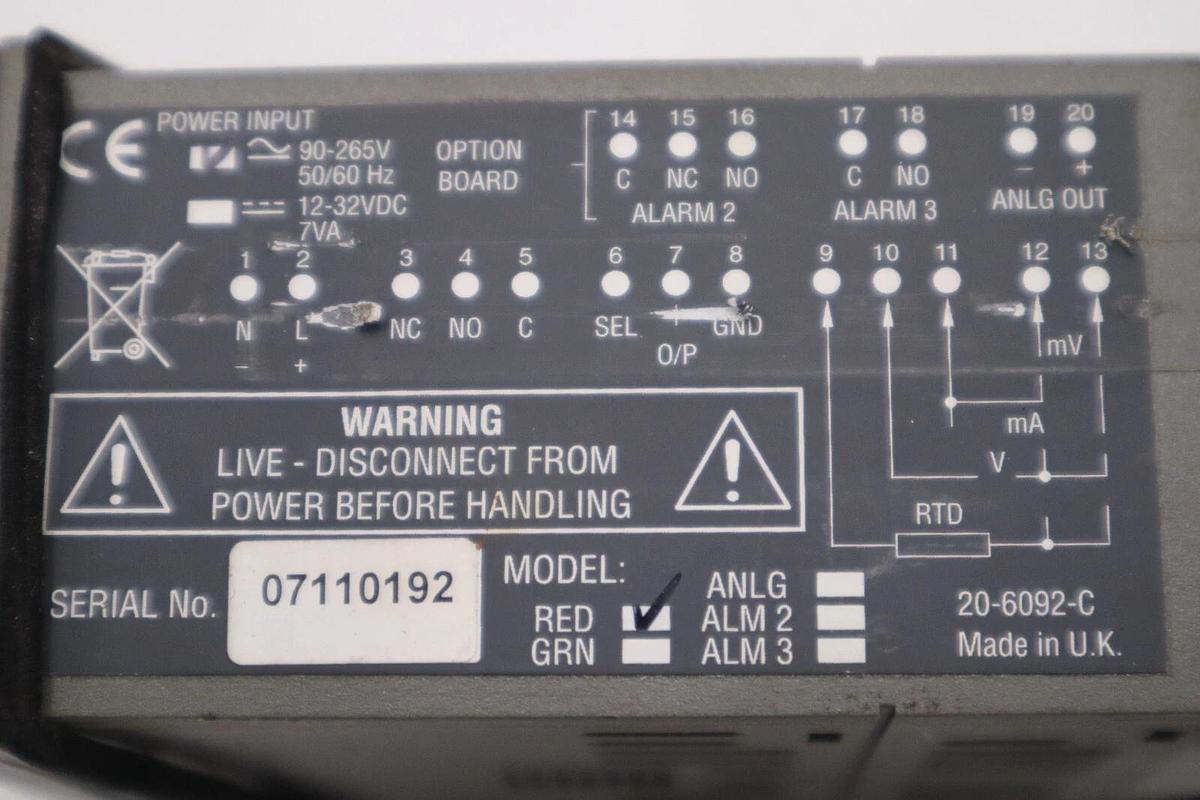 CE POWER INPUT
90-265V
50/60 Hz
12-32VDC
7VA
OPTION
BOARD
14 15 16
C NC NO
ALARM 2
17 18
C NO
ALARM 3
19 20
− +
ANLG OUT
1 2 3 4 5 6 7 8 9 10 11 12 13
N L NC NO C SEL GND
− +
O/P
mV
mA
V
RTD
WARNING
LIVE - DISCONNECT FROM
POWER BEFORE HANDLING
SERIAL No. 07110192
MODEL:
RED
GRN
ANLG
ALM 2
ALM 3
20-6092-C
Made in U.K.